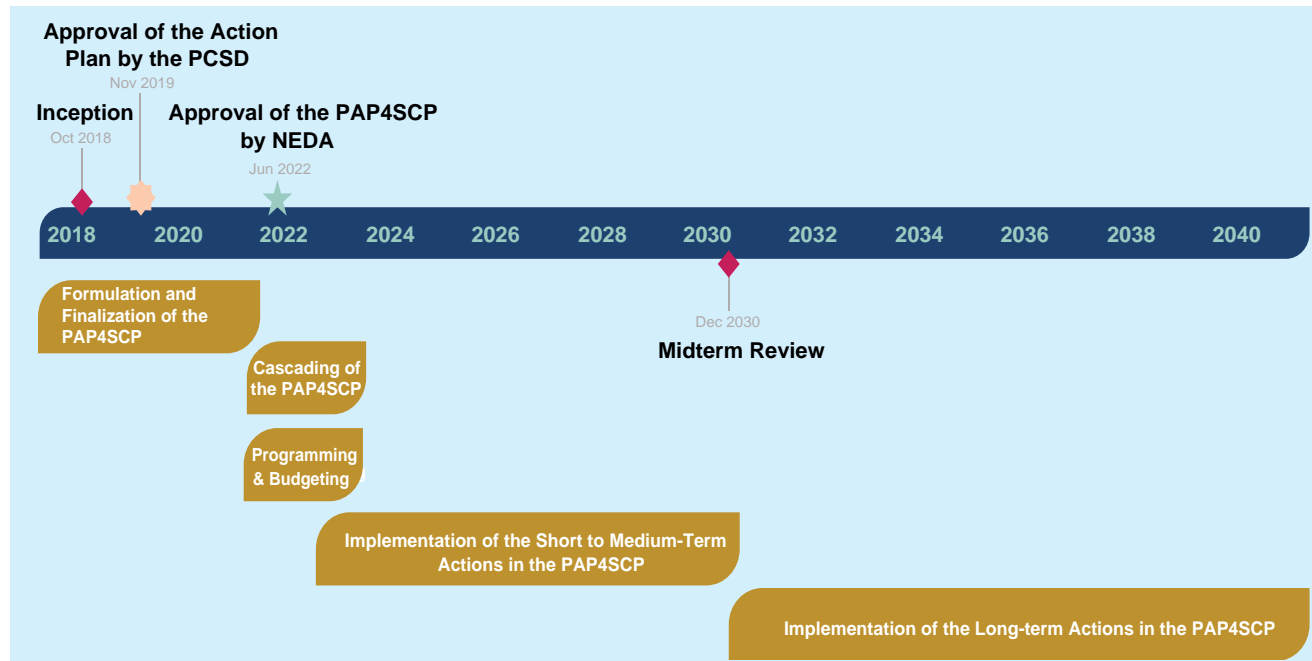 Approval of the Action
Plan by the PCSD
Nov 2019
Inception
Oct 2018
Approval of the PAP4SCP
by NEDA
Jun 2022
2018 2020 2022 2024 2026 2028 2030 2032 2034 2036 2038 2040
Formulation and
Finalization of the
PAP4SCP
Dec 2030
Midterm Review
Cascading of
the PAP4SCP
Programming
& Budgeting
Implementation of the Short to Medium-Term
Actions in the PAP4SCP
Implementation of the Long-term Actions in the PAP4SCP